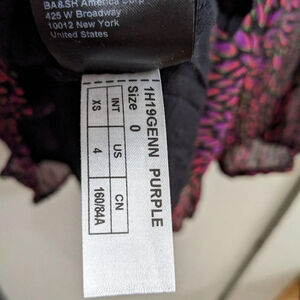 BA&SH America Corp
425 W Broadway
10012 New York
United States
1H19GENN PURPLE
Size 0
INT US CN
XS 4 160/84A